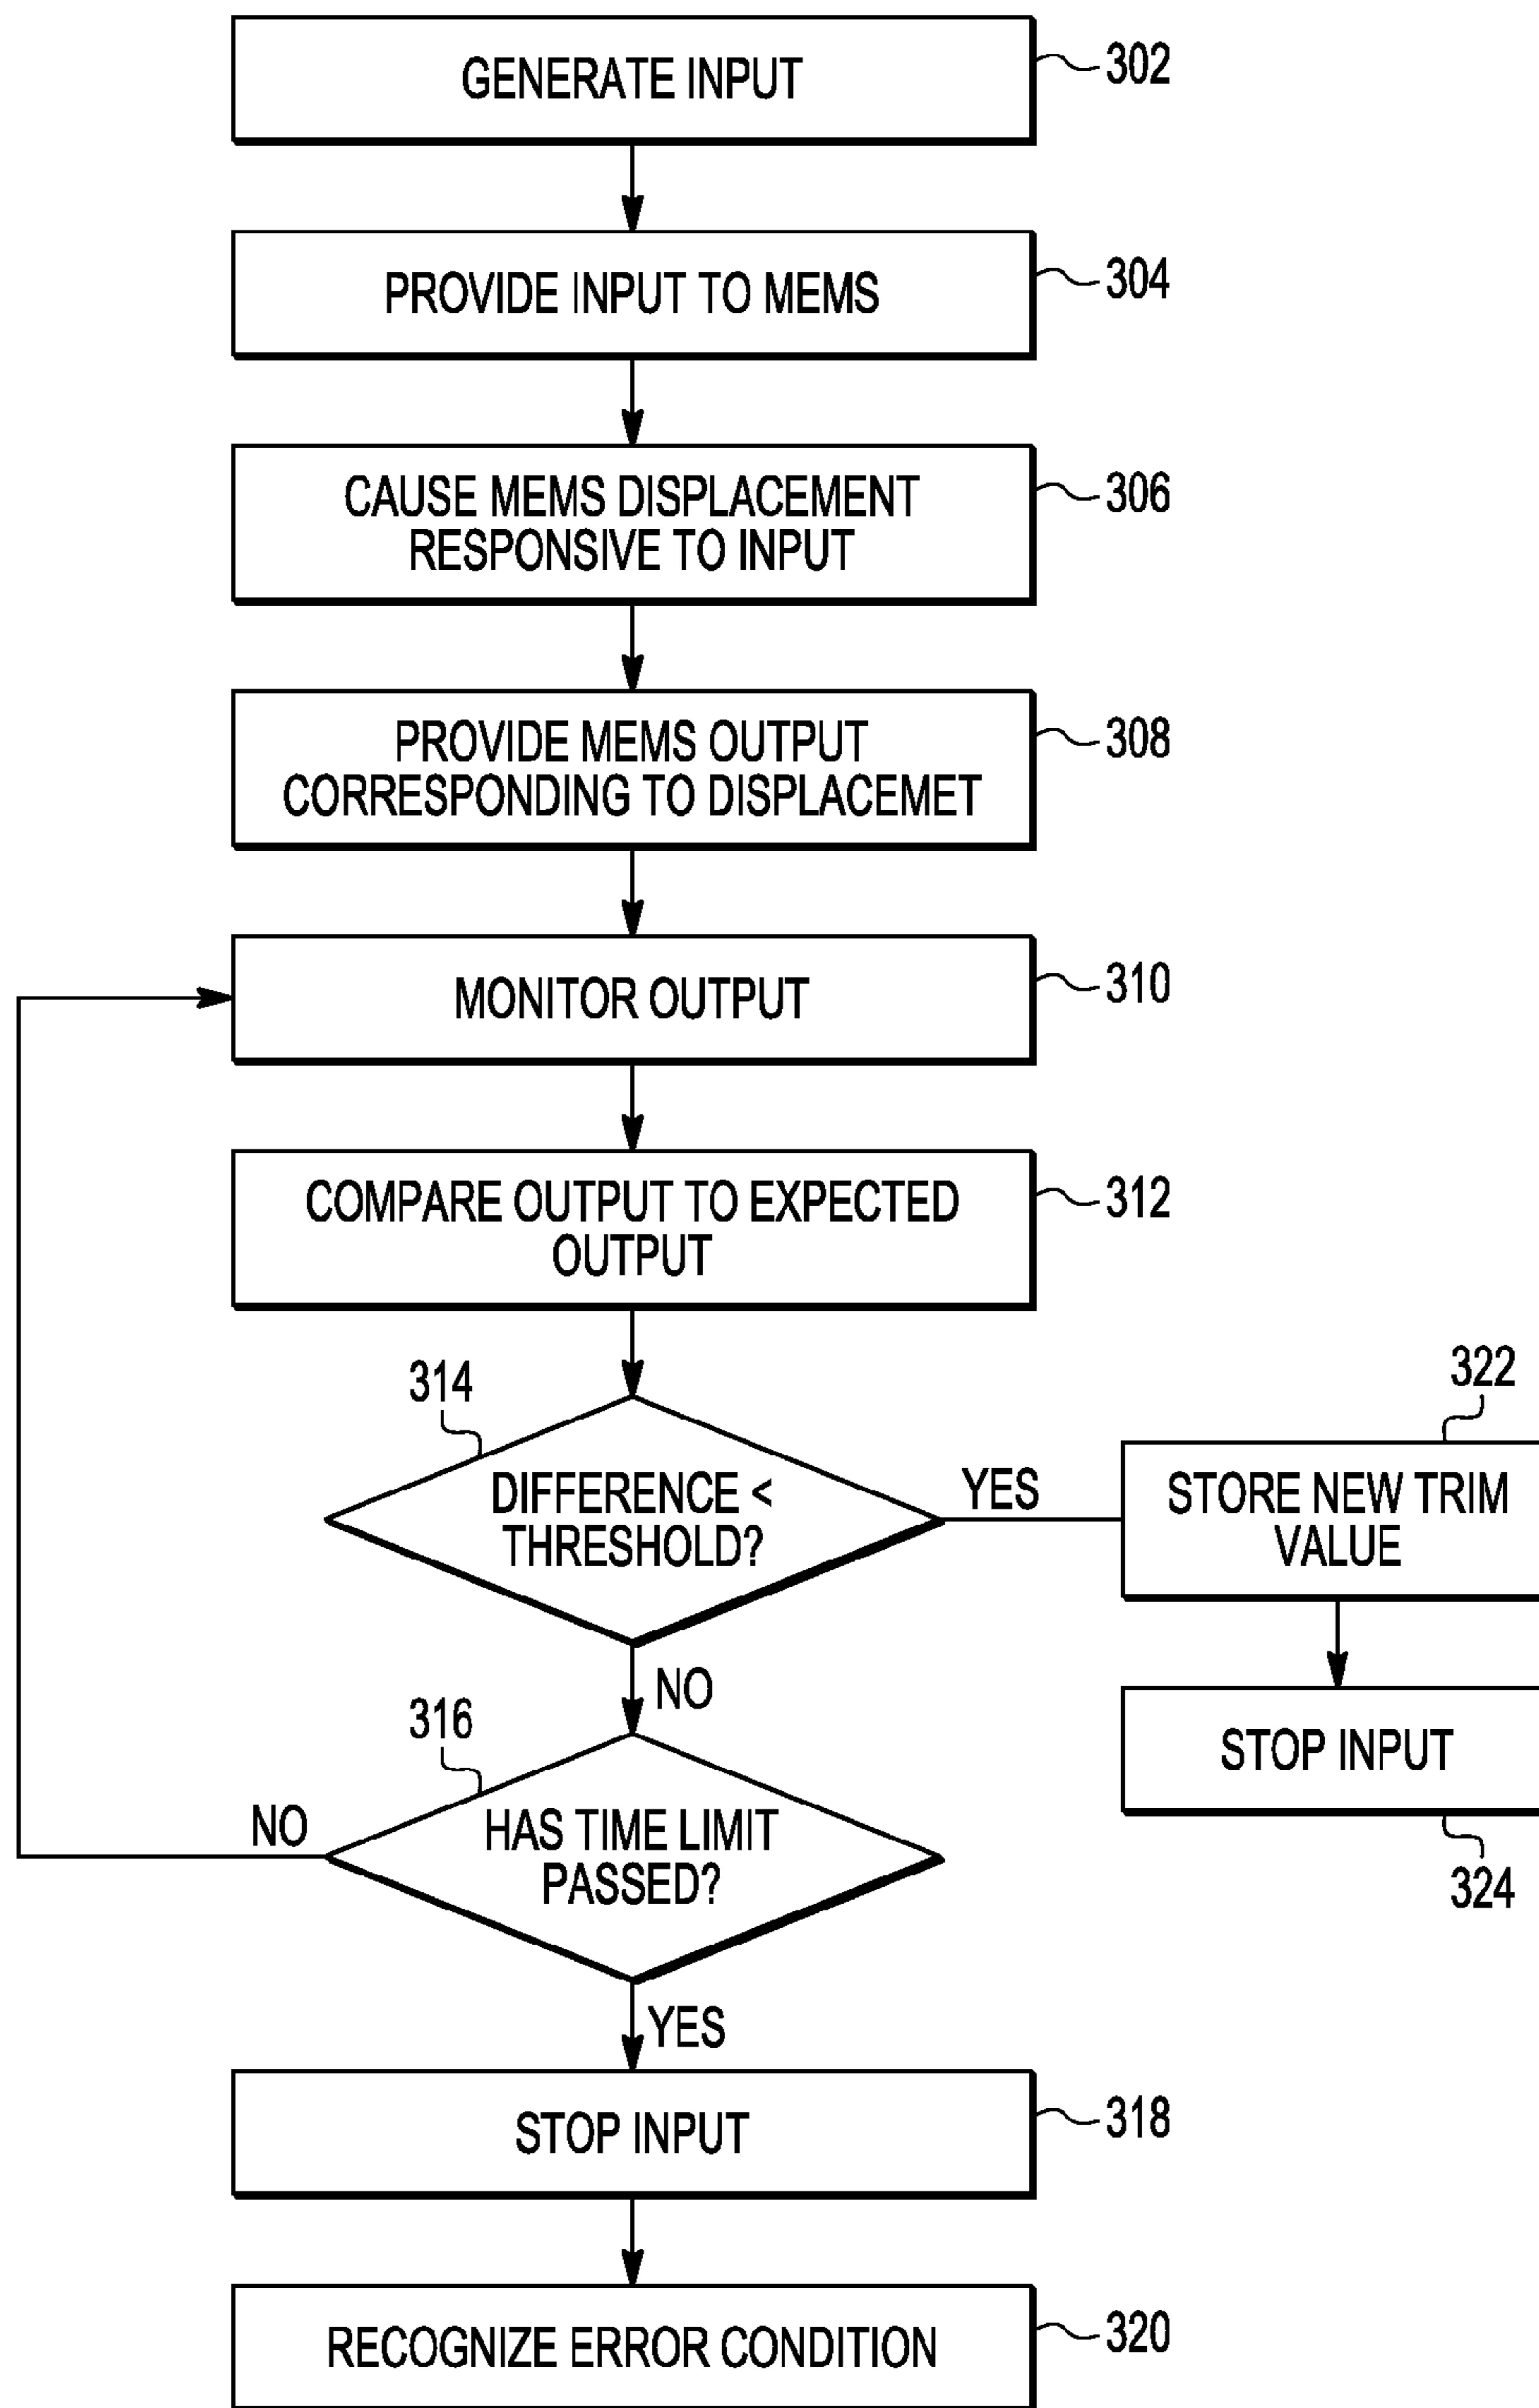 GENERATE INPUT
302
PROVIDE INPUT TO MEMS
304
CAUSE MEMS DISPLACEMENT
RESPONSIVE TO INPUT
306
PROVIDE MEMS OUTPUT
CORRESPONDING TO DISPLACEMET
308
MONITOR OUTPUT
310
COMPARE OUTPUT TO EXPECTED
OUTPUT
312
314
DIFFERENCE <
THRESHOLD?
YES
322
STORE NEW TRIM
VALUE
NO
STOP INPUT
324
316
HAS TIME LIMIT
PASSED?
NO
YES
STOP INPUT
318
RECOGNIZE ERROR CONDITION
320